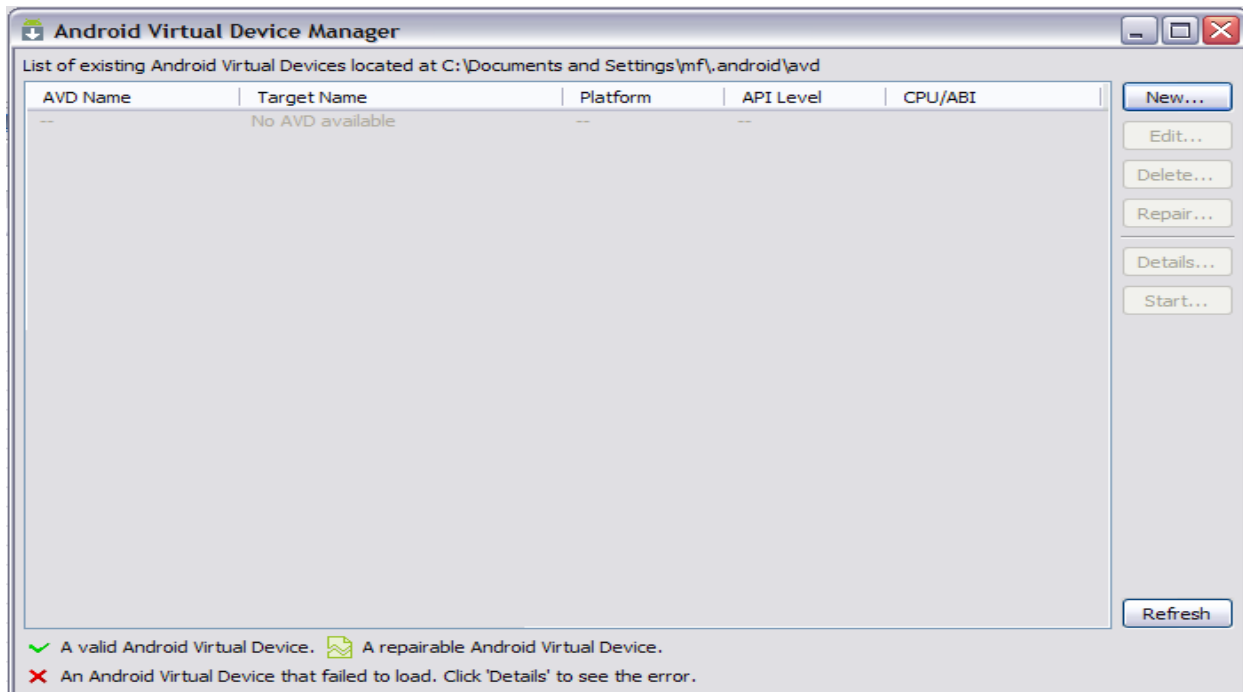 Android Virtual Device Manager
List of existing Android Virtual Devices located at C:\Documents and Settings\mf\.android\avd
AVD Name Target Name Platform API Level CPU/ABI
-- No AVD available -- --
New...
Edit...
Delete...
Repair...
Details...
Start...
Refresh
A valid Android Virtual Device. A repairable Android Virtual Device.
An Android Virtual Device that failed to load. Click 'Details' to see the error.